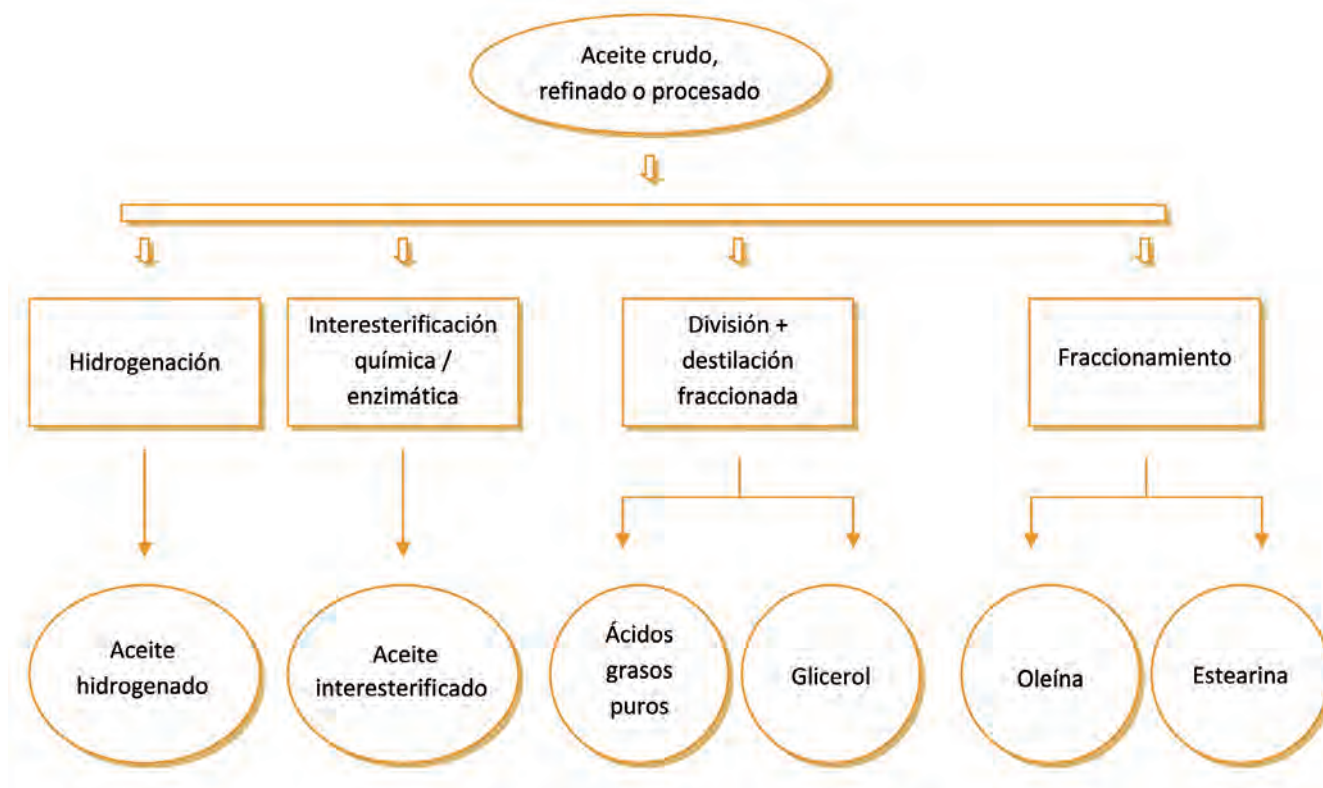 Aceite crudo,
refinado o procesado
Hidrogenación
Interesterificación
química /
enzimática
División +
destilación
fraccionada
Fraccionamiento
Aceite
hidrogenado
Aceite
interesterificado
Ácidos
grasos
puros
Glicerol
Oleína
Estearina